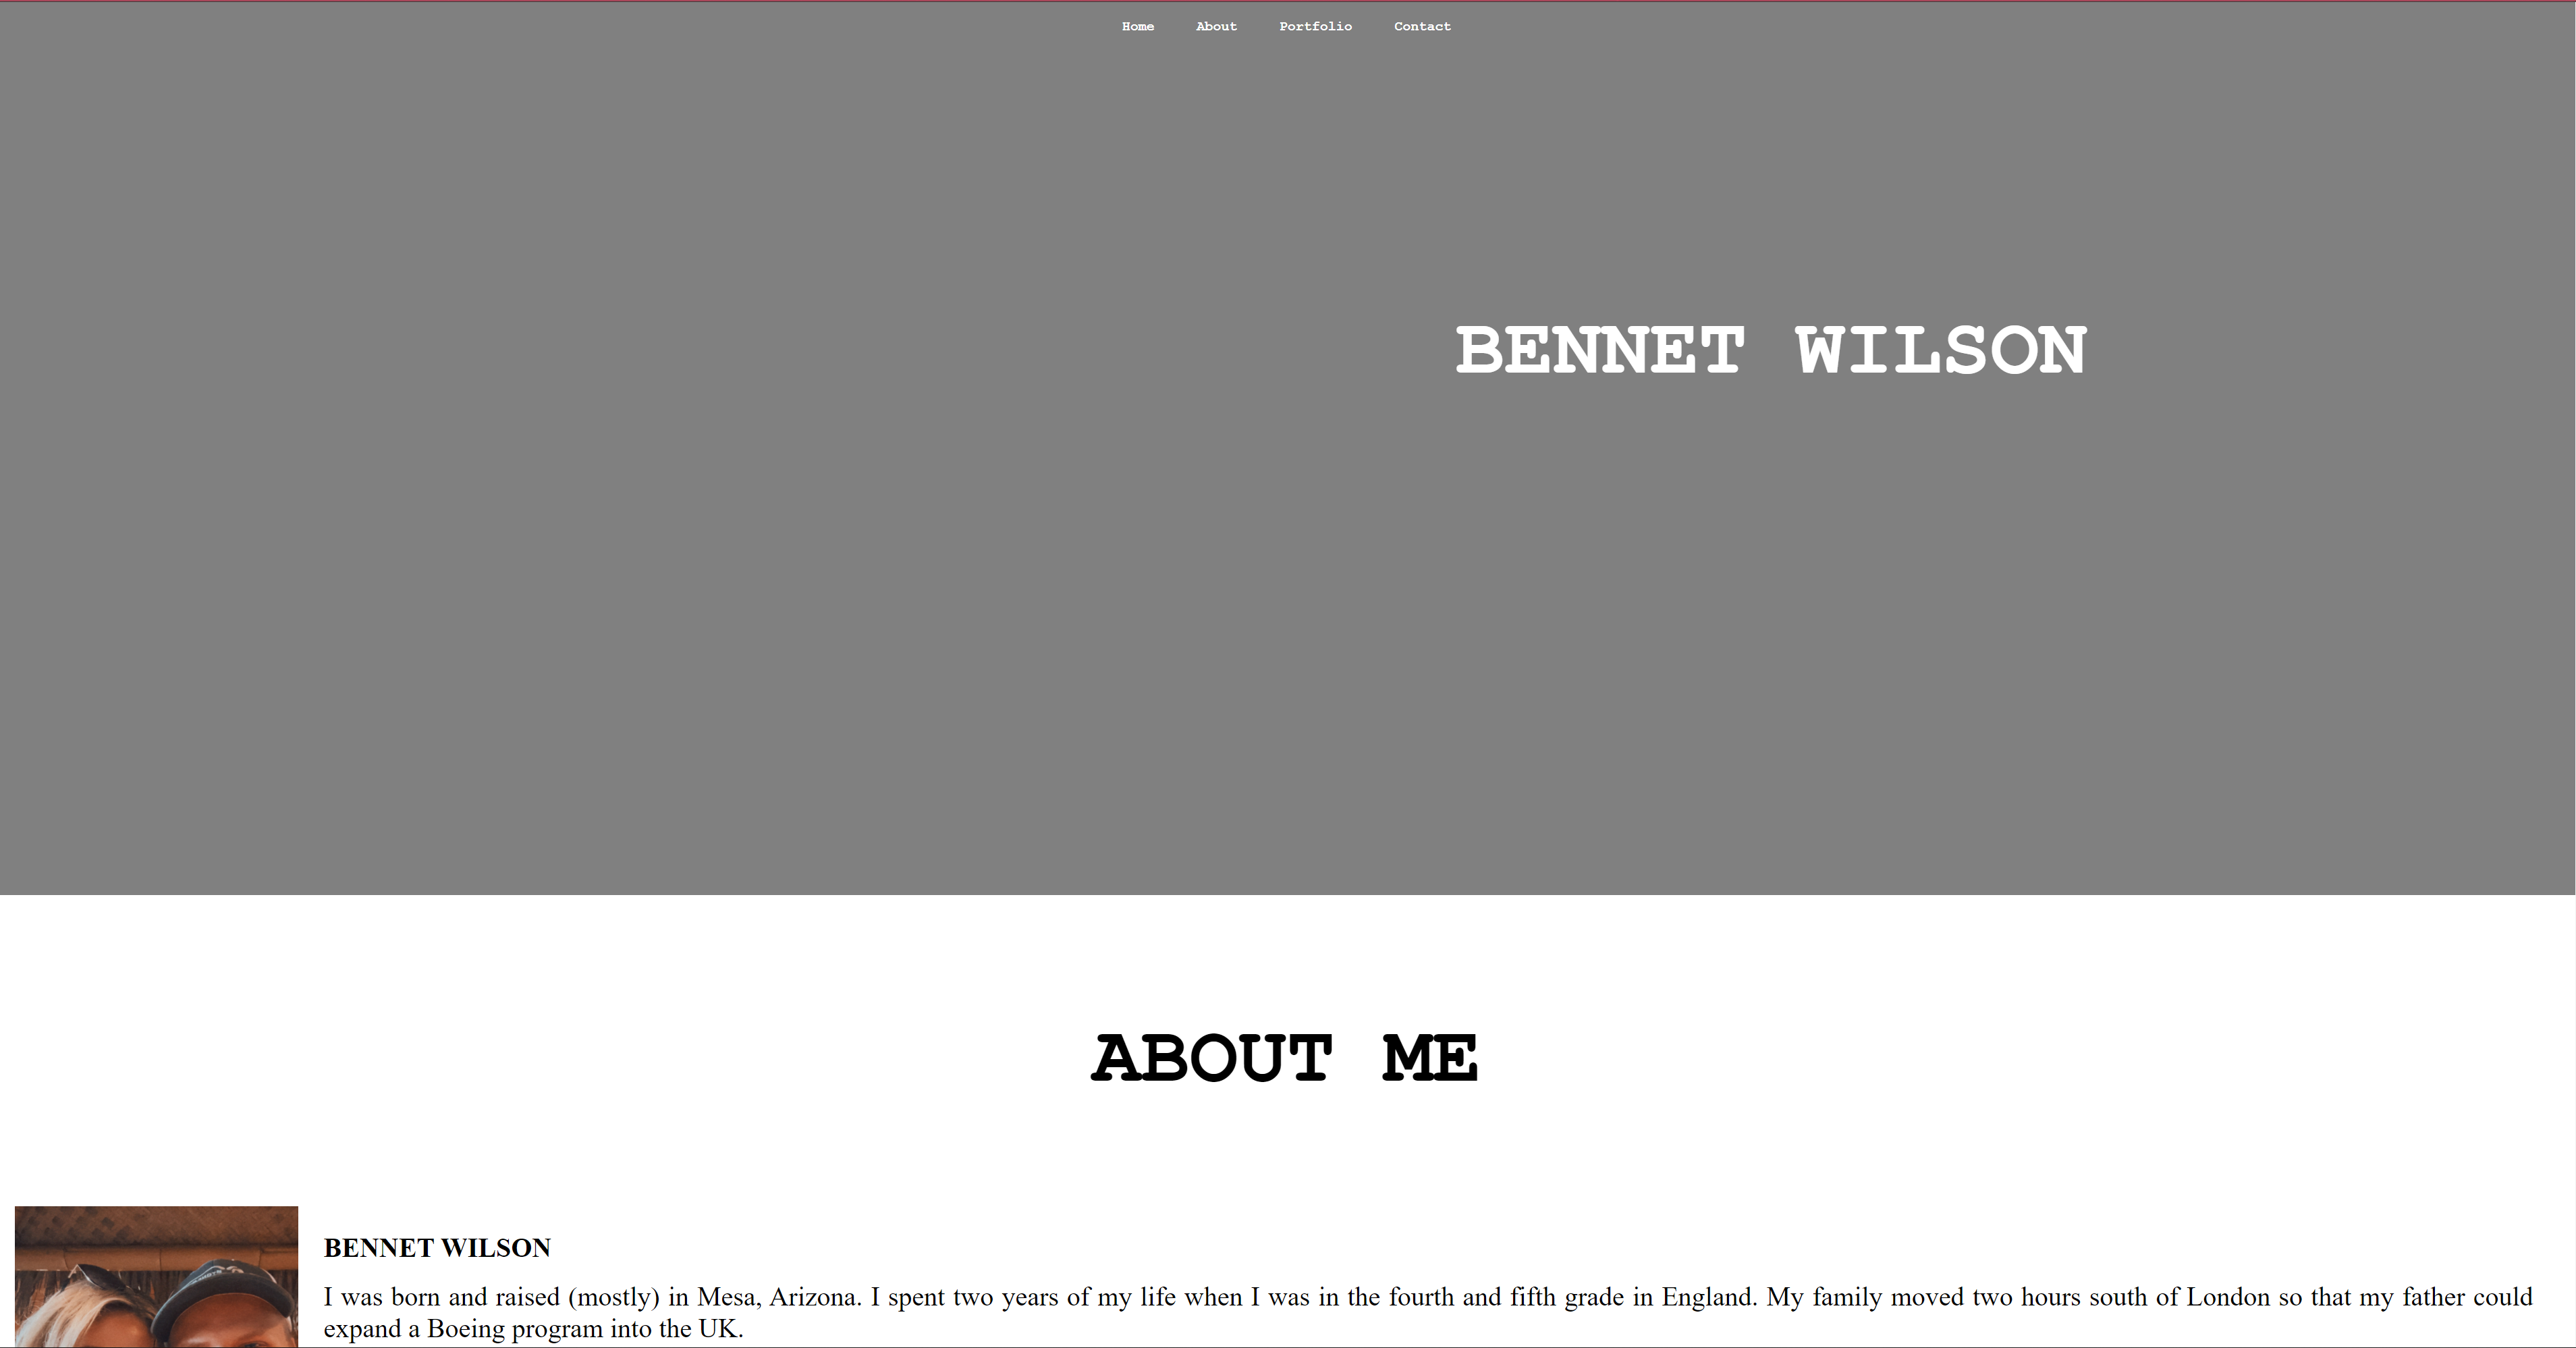 Home About Portfolio Contact
BENNET WILSON
ABOUT ME
BENNET WILSON
I was born and raised (mostly) in Mesa, Arizona. I spent two years of my life when I was in the fourth and fifth grade in England. My family moved two hours south of London so that my father could
expand a Boeing program into the UK.